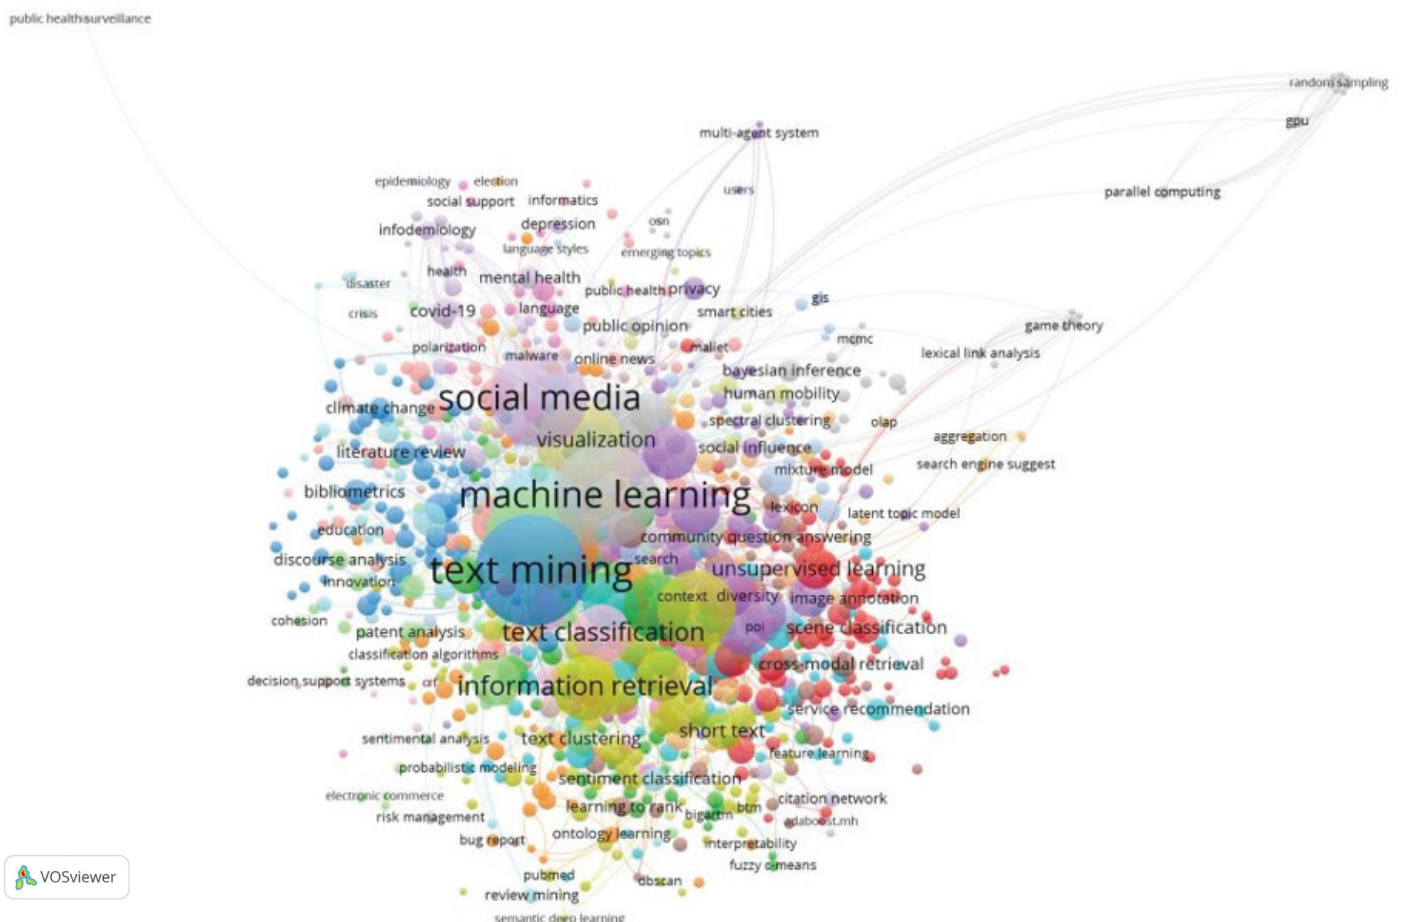 public health surveillance
random sampling
gpu
multi-agent system
parallel computing
users
epidemiology
election
social support
informatics
depression
osn
infodemiology
language styles
emerging topics
health
mental health
disaster
public health
privacy
gis
covid-19
language
smart cities
crisis
public opinion
game theory
mcmc
polarization
malware
online news
mallet
lexical link analysis
bayesian inference
human mobility
social media
climate change
spectral clustering
olap
visualization
aggregation
social influence
literature review
search engine suggest
mixture model
bibliometrics
machine learning
lexicon
latent topic model
education
community question answering
discourse analysis
search
text mining
unsupervised learning
innovation
context
diversity
image annotation
cohesion
poi
scene classification
patent analysis
text classification
classification algorithms
cross-modal retrieval
decision support systems
crf
information retrieval
service recommendation
short text
sentimental analysis
text clustering
feature learning
probabilistic modeling
sentiment classification
electronic commerce
learning to rank
btm
citation network
risk management
bigartm
adaboost.mh
ontology learning
bug report
interpretability
fuzzy c-means
VOSviewer
pubmed
dbscan
review mining
semantic deep learning